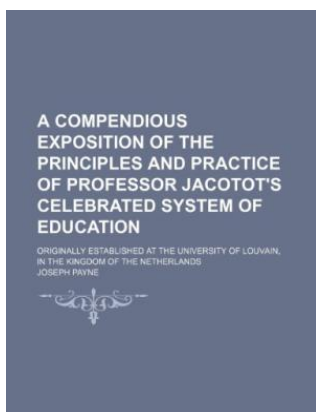 A COMPENDIOUS
EXPOSITION OF THE
PRINCIPLES AND PRACTICE
OF PROFESSOR JACOTOT'S
CELEBRATED SYSTEM OF
EDUCATION
ORIGINALLY ESTABLISHED AT THE UNIVERSITY OF LOUVAIN,
IN THE KINGDOM OF THE NETHERLANDS
JOSEPH PAYNE